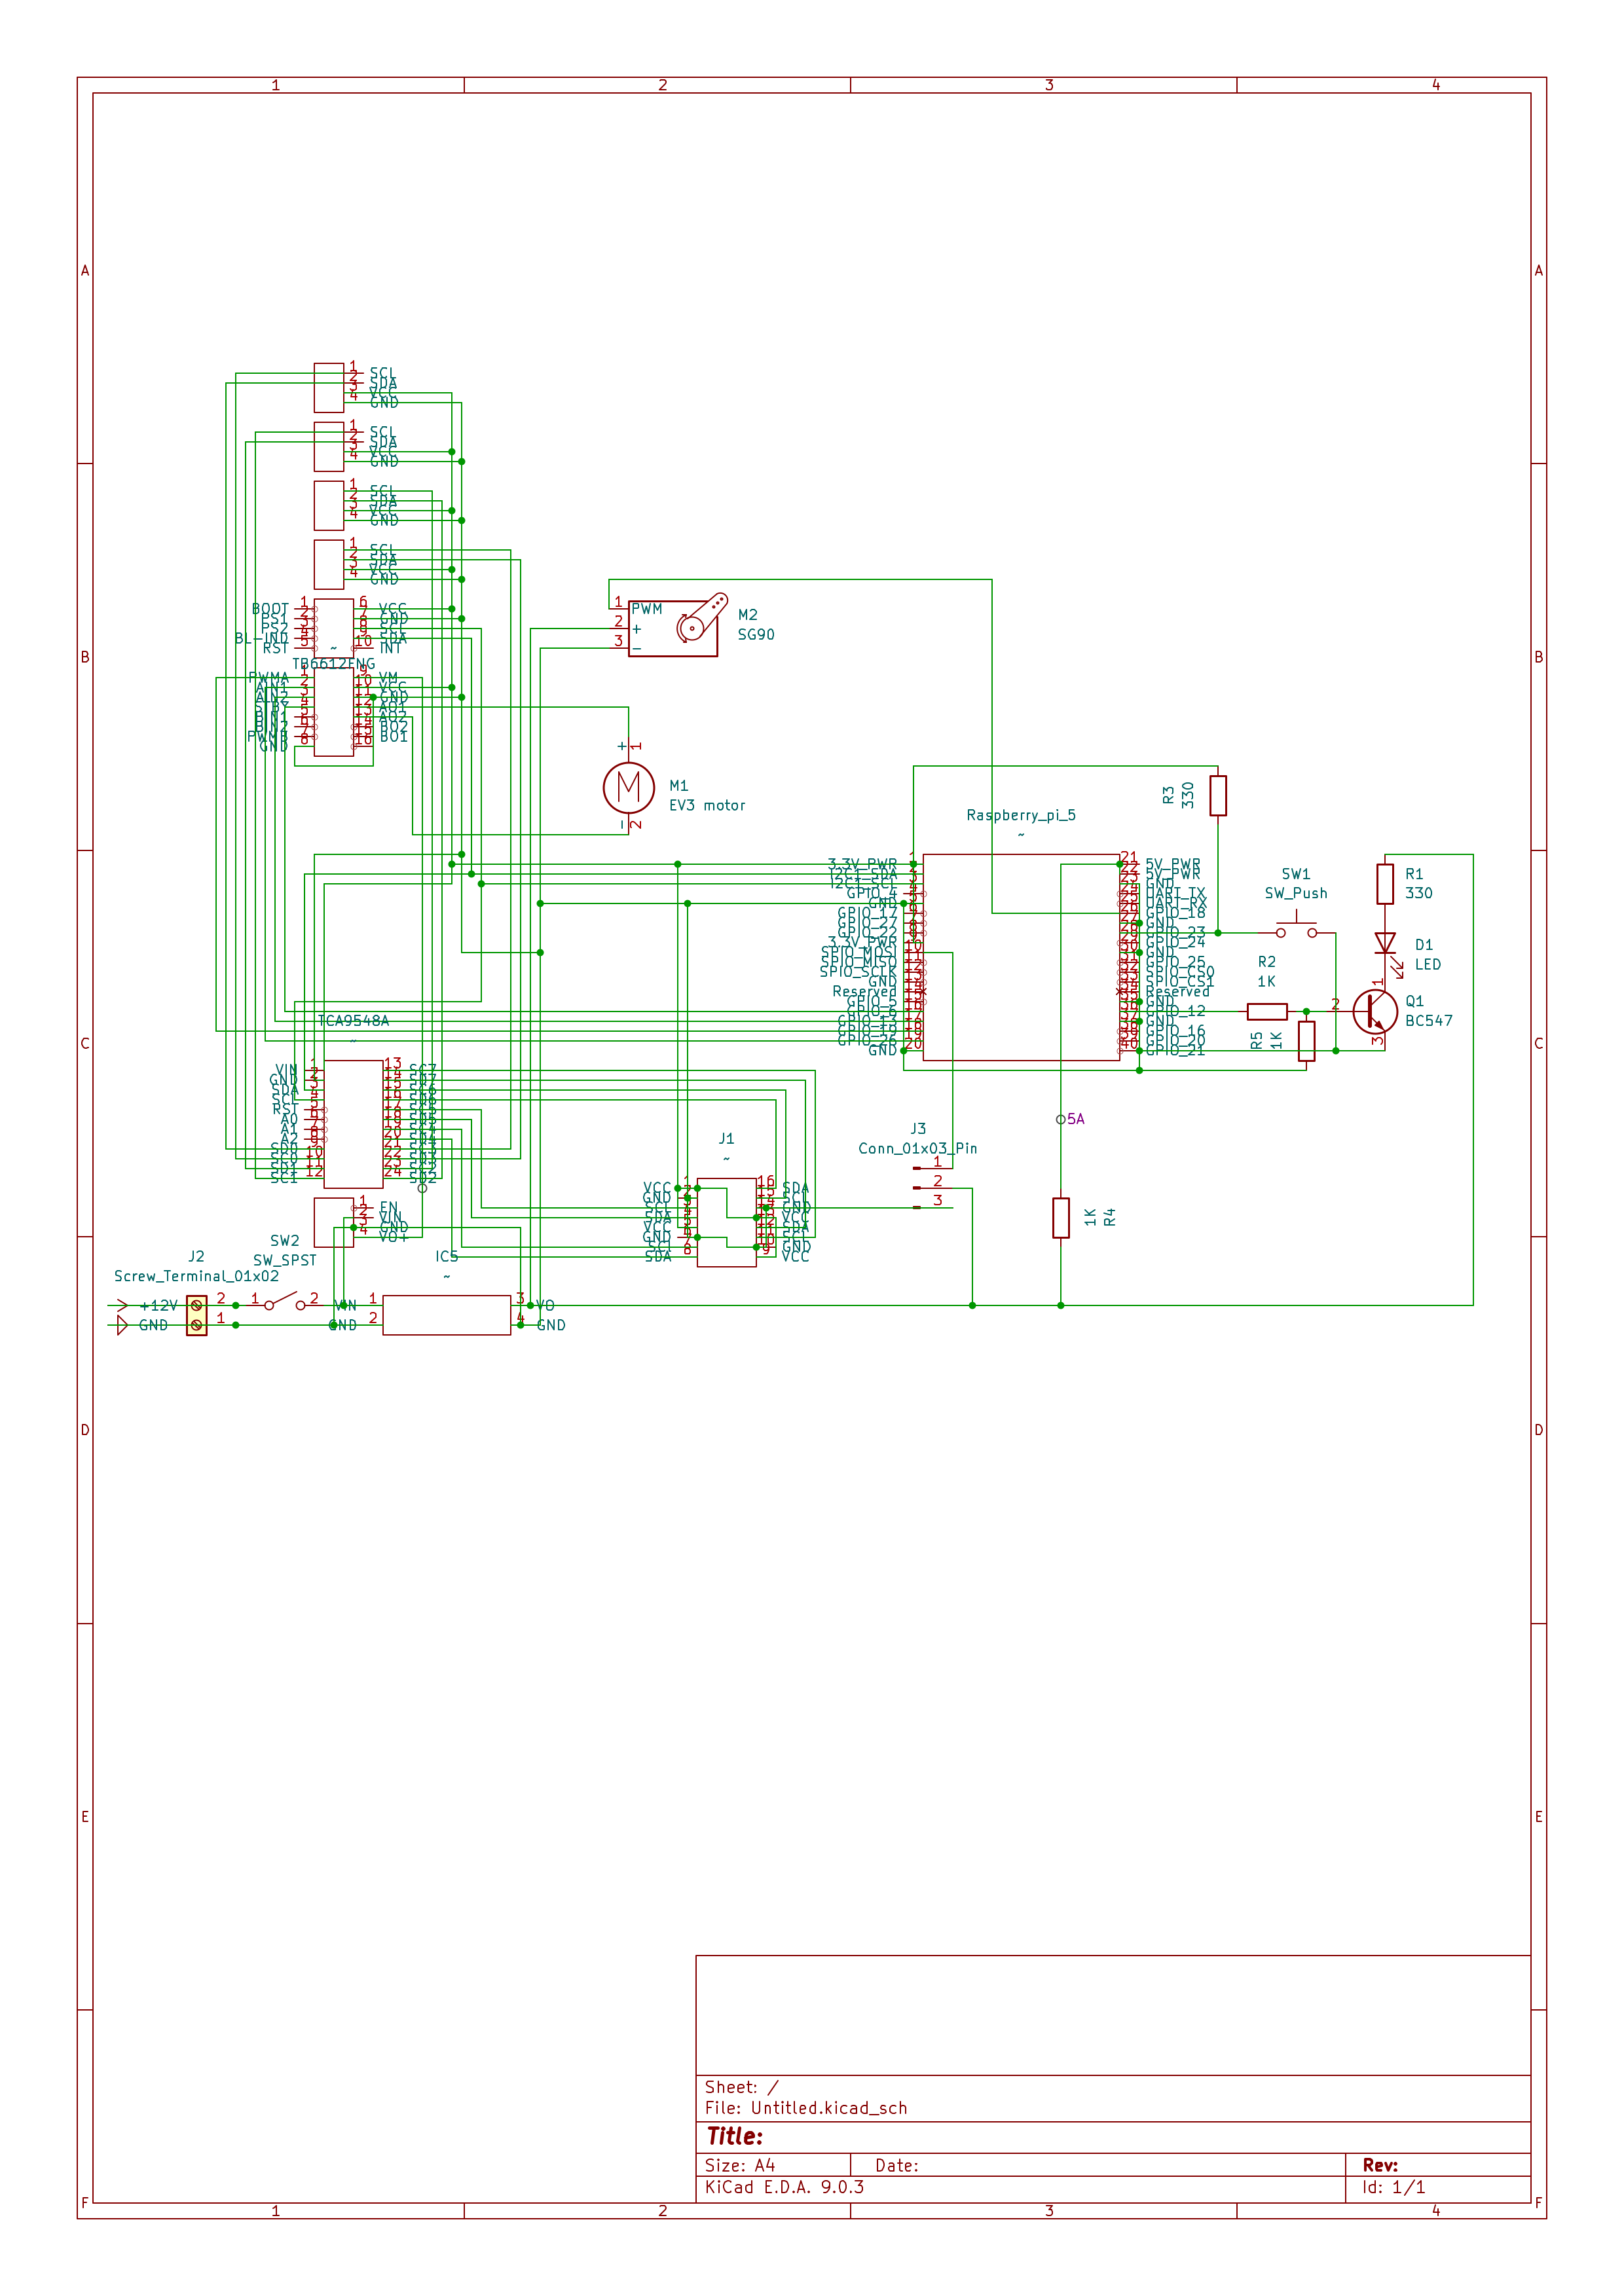 1 2 3 4
A A
1 SCL
2 SDA
3 VCC
4 GND
1 SCL
2 SDA
3 VCC
4 GND
1 SCL
2 SDA
3 VCC
4 GND
1 SCL
2 SDA
3 VCC
4 GND
BOOT 1 6 VCC
PS1 2 7 GND
PS2 3 8 SCL
BL-IND 4 9 SDA
RST 5 ~ 10 INT
1 PWM
2 +
3 −
M2
SG90
B B
TB6612FNG
PWMA 1 9 VM
AIN1 2 10 VCC
AIN2 3 11 GND
STBY 4 12 AO1
BIN1 5 13 AO2
BIN2 6 14 BO2
PWMB 7 15 BO1
GND 8 16
+ 1
M
− 2
M1
EV3 motor
R3
330
Raspberry_pi_5
~
3.3V_PWR 1 21 5V_PWR
I2C1_SDA 2 22 5V_PWR
I2C1_SCL 3 23 GND
GPIO_4 4 24 UART_TX
GND 5 25 UART_RX
GPIO_17 6 26 GPIO_18
GPIO_27 7 27 GND
GPIO_22 8 28 GPIO_23
3.3V_PWR 9 29 GPIO_24
SPIO_MOSI 10 30 GND
SPIO_MISO 11 31 GPIO_25
SPIO_SCLK 12 32 SPIO_CS0
GND 13 33 SPIO_CS1
Reserved 14 34 Reserved
GPIO_5 15 35 GND
GPIO_6 16 36 GPIO_12
GPIO_13 17 37 GND
GPIO_19 18 38 GPIO_16
GPIO_26 19 39 GPIO_20
GND 20 40 GPIO_21
SW1
SW_Push
R1
330
D1
LED
R2
1K
1
2
3
Q1
BC547
R5
1K
C C
TCA9548A
~
VIN 1 13 SC7
GND 2 14 SD7
SDA 3 15 SC6
SCL 4 16 SD6
RST 5 17 SC5
A0 6 18 SD5
A1 7 19 SC4
A2 8 20 SD4
SD0 9 21 SC3
SC0 10 22 SD3
SD1 11 23 SC2
SC1 12 24 SD2
5A
J1
~
VCC 1 16 SDA
GND 2 15 SCL
SCL 3 14 GND
SDA 4 13 VCC
VCC 5 12 SDA
GND 6 11 SCL
SCL 7 10 GND
SDA 8 9 VCC
J3
Conn_01x03_Pin
1
2
3
1K
R4
1 EN
2 VIN
3 GND
4 VO+
SW2
SW_SPST
J2
Screw_Terminal_01x02
IC5
~
+12V 2 1 2 VIN 1 3 VO
GND 1 GND 2 4 GND
D D
E E
Sheet: /
File: Untitled.kicad_sch
Title:
Size: A4 Date: Rev:
KiCad E.D.A. 9.0.3 Id: 1/1
F F
1 2 3 4